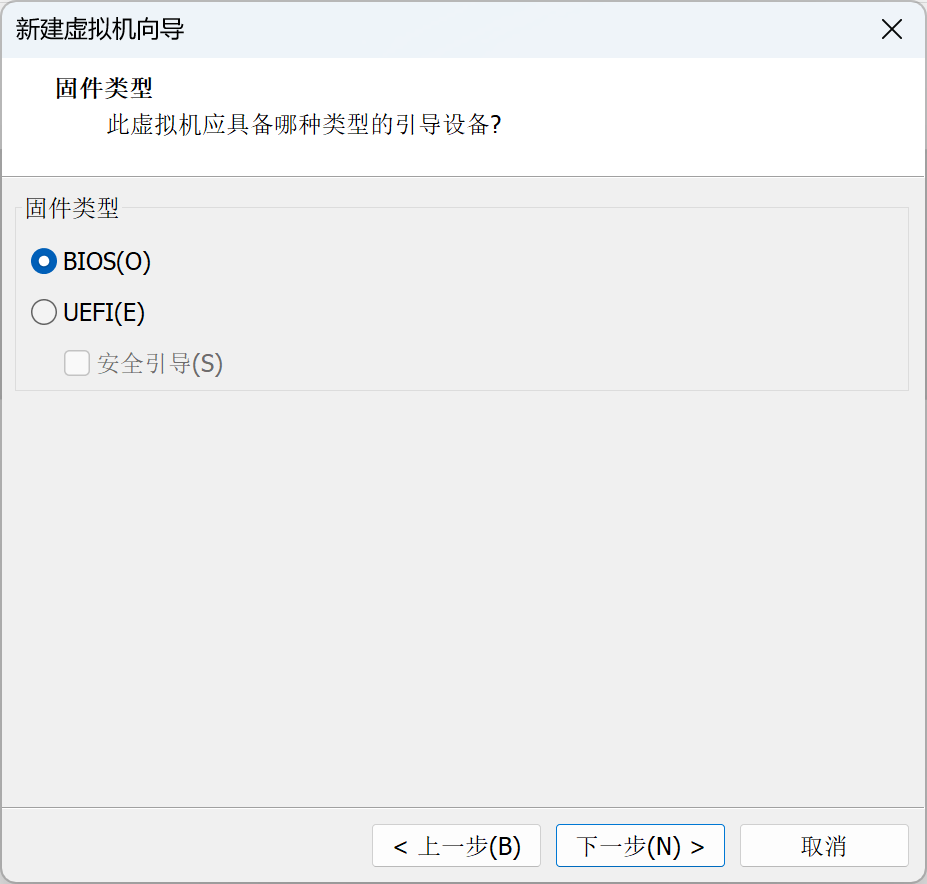 新建虚拟机向导
固件类型
此虚拟机应具备哪种类型的引导设备?
固件类型
BIOS(O)
UEFI(E)
安全引导(S)
< 上一步(B)
下一步(N) >
取消